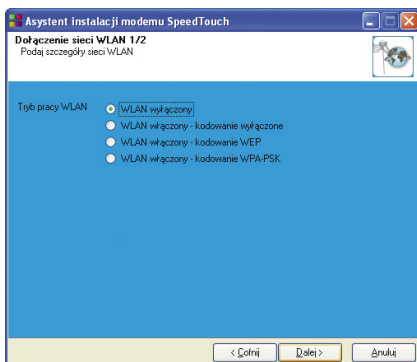 Asystent instalacji modemu SpeedTouch
Dołączenie sieci WLAN 1/2
Podaj szczegóły sieci WLAN
Tryb pracy WLAN
WLAN wyłączony
WLAN włączony - kodowanie wyłączone
WLAN włączony - kodowanie WEP
WLAN włączony - kodowanie WPA-PSK
< Cofnij
Dalej >
Anuluj